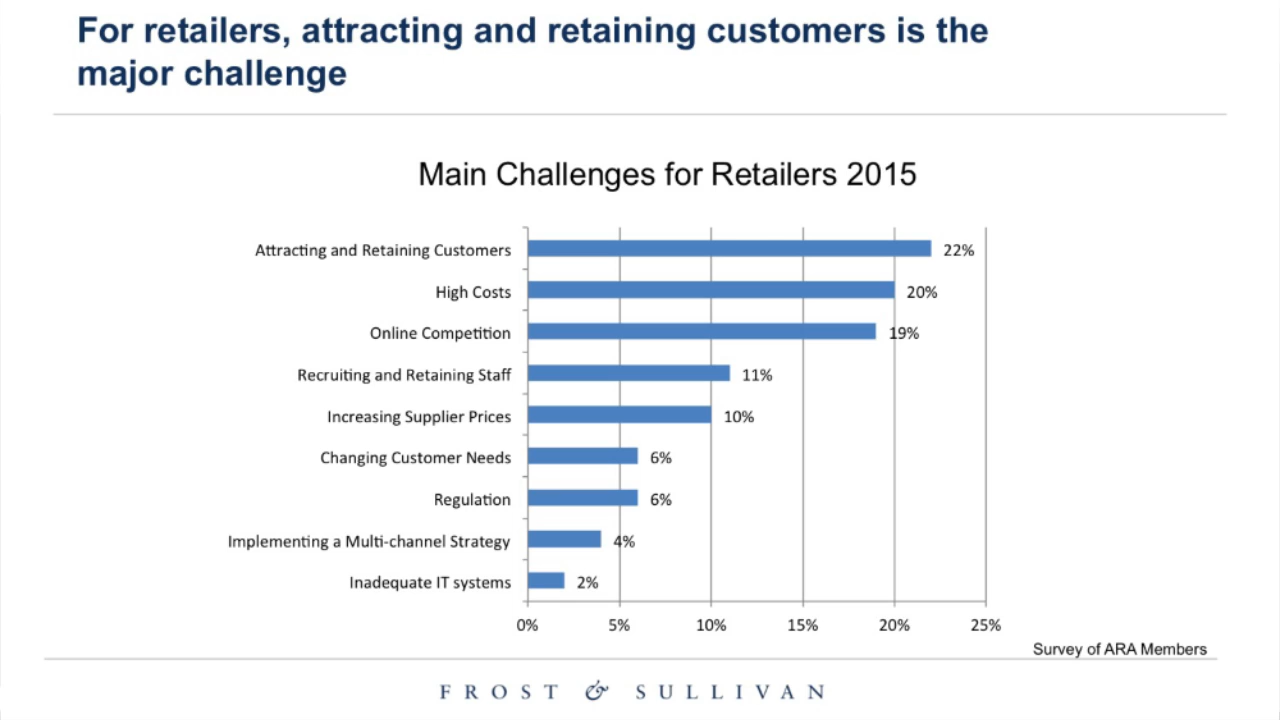 For retailers, attracting and retaining customers is the
major challenge
Main Challenges for Retailers 2015
Attracting and Retaining Customers 22%
High Costs 20%
Online Competition 19%
Recruiting and Retaining Staff 11%
Increasing Supplier Prices 10%
Changing Customer Needs 6%
Regulation 6%
Implementing a Multi-channel Strategy 4%
Inadequate IT systems 2%
0% 5% 10% 15% 20% 25%
Survey of ARA Members
FROST & SULLIVAN